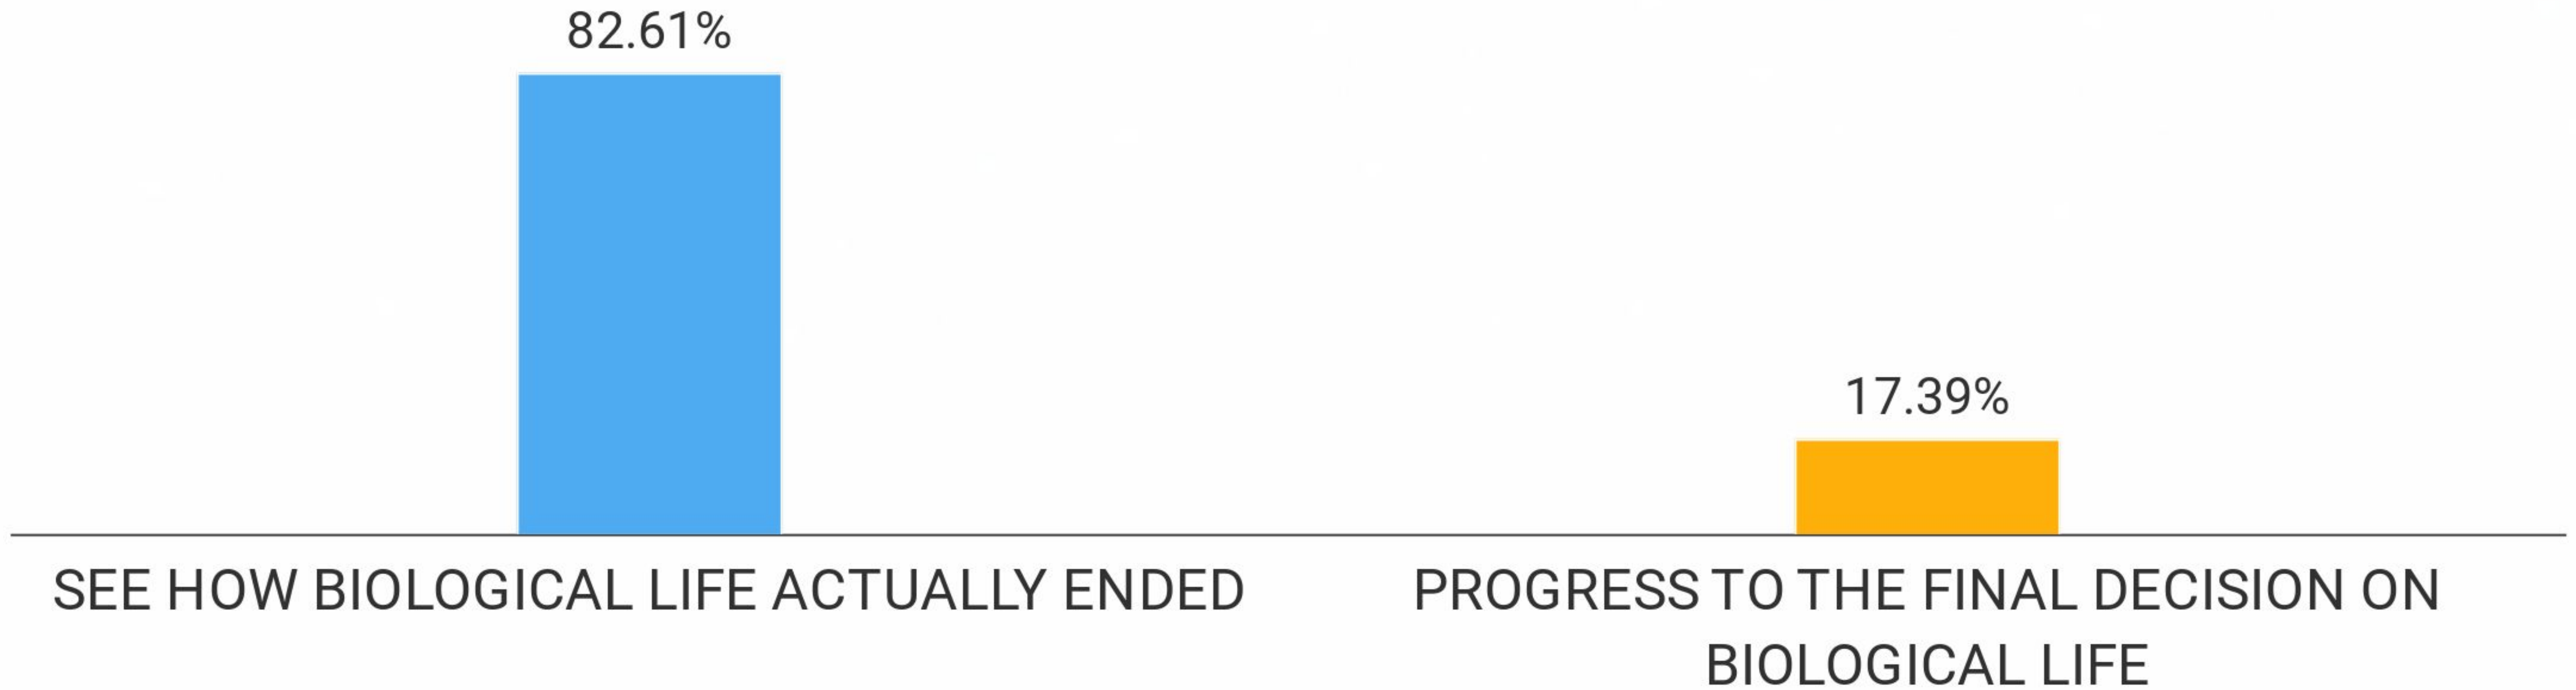 82.61%
17.39%
SEE HOW BIOLOGICAL LIFE ACTUALLY ENDED
PROGRESS TO THE FINAL DECISION ON
BIOLOGICAL LIFE